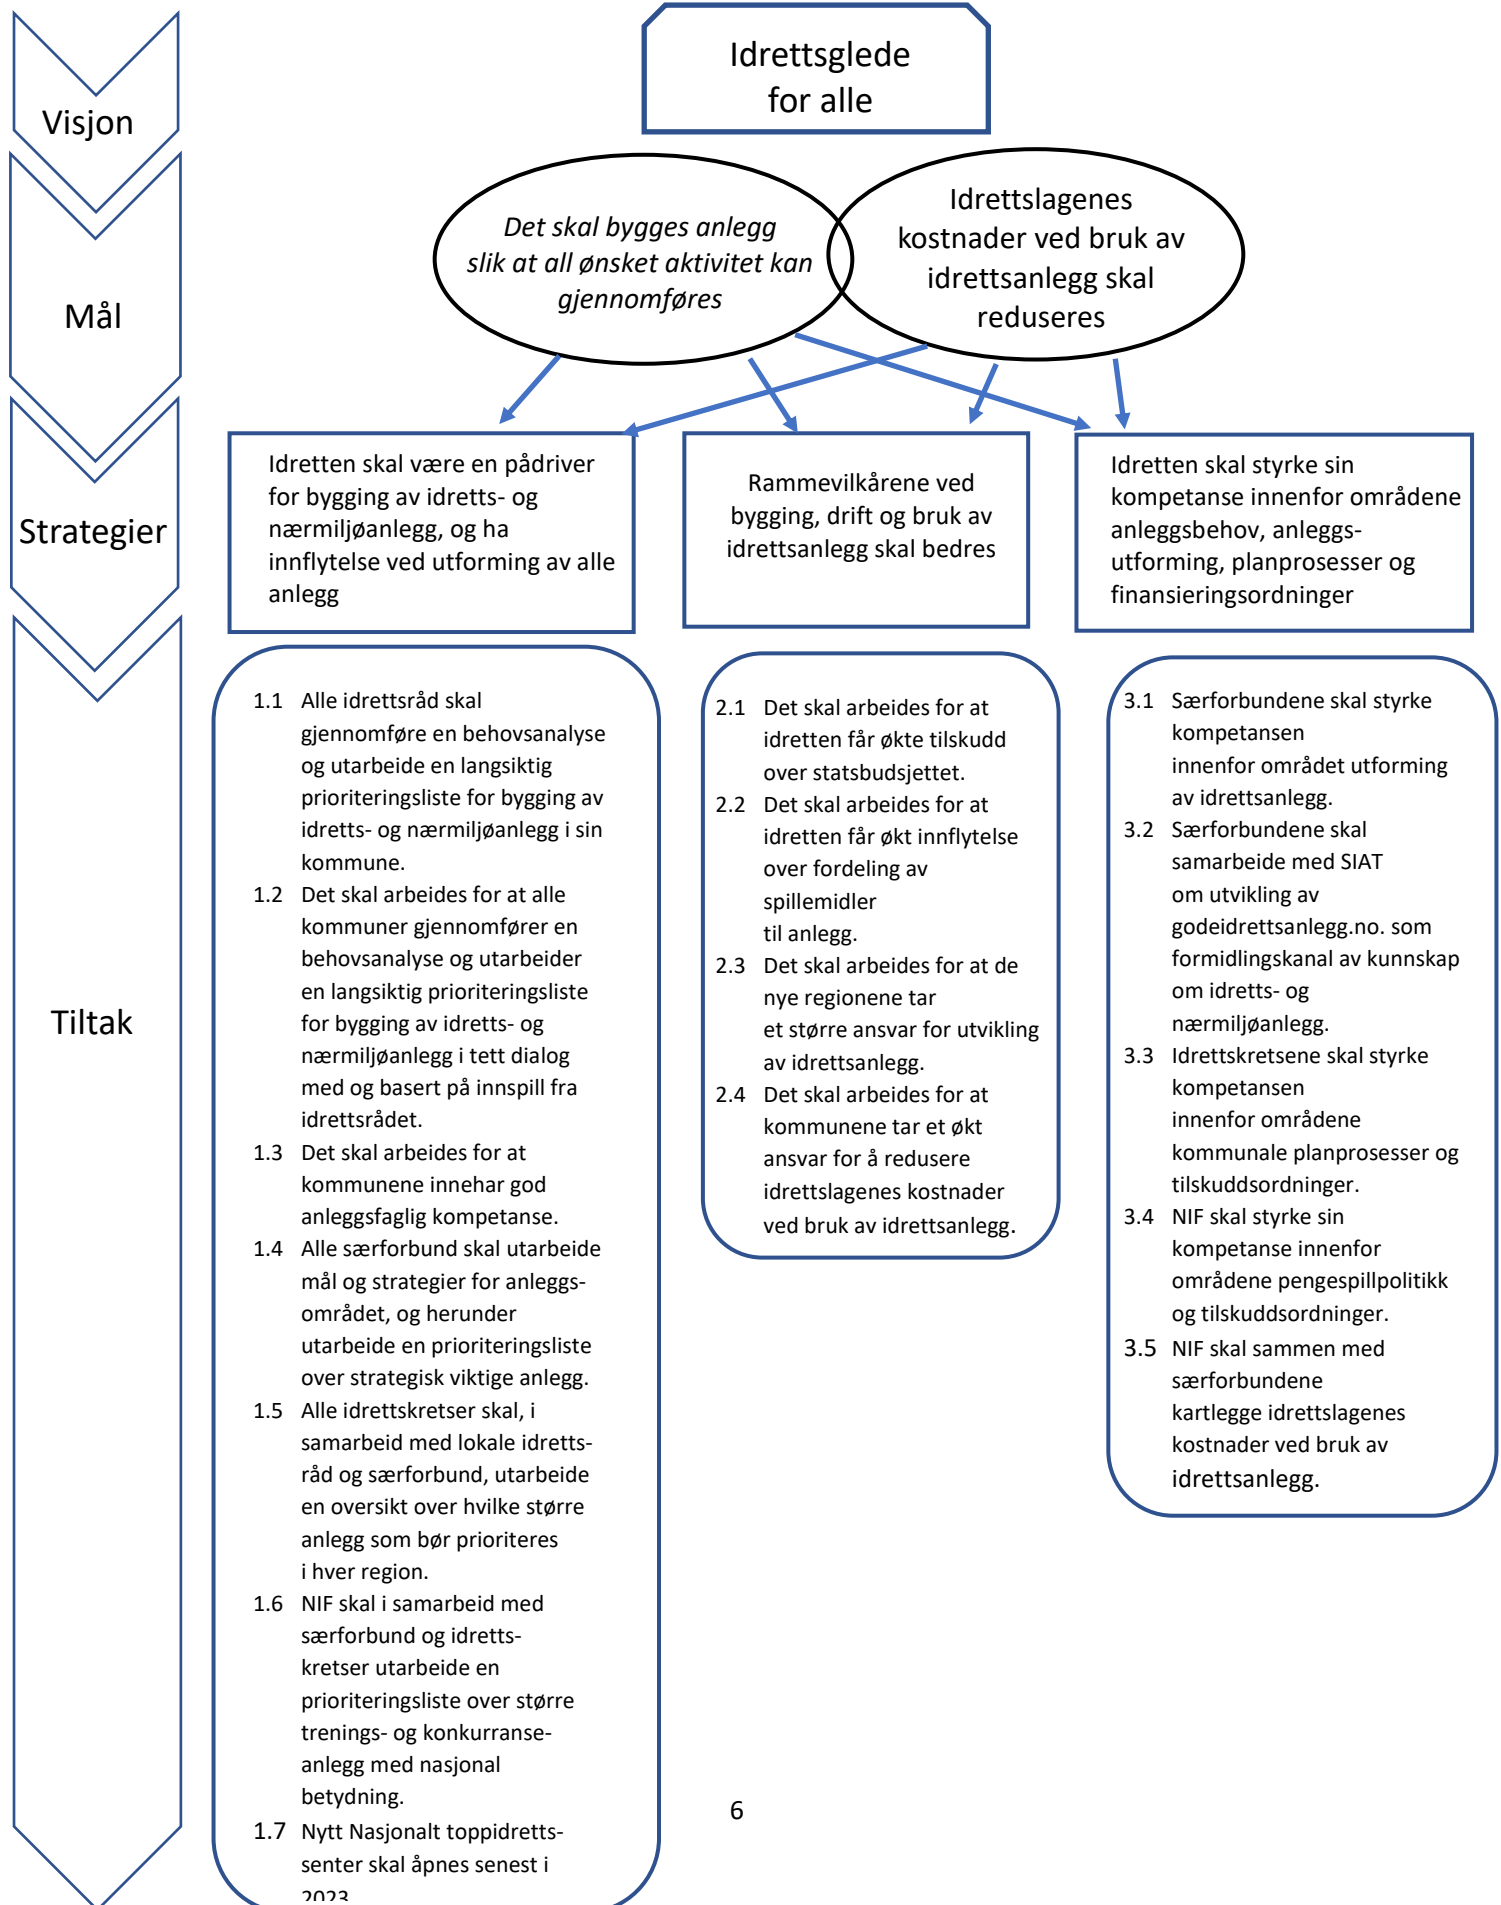 Visjon
Idrettsglede
for alle
Mål
Det skal bygges anlegg
slik at all ønsket aktivitet kan
gjennomføres
Idrettslagenes
kostnader ved bruk av
idrettsanlegg skal
reduseres
Strategier
Idretten skal være en pådriver
for bygging av idretts- og
nærmiljøanlegg, og ha
innflytelse ved utforming av alle
anlegg
Rammevilkårene ved
bygging, drift og bruk av
idrettsanlegg skal bedres
Idretten skal styrke sin
kompetanse innenfor områdene
anleggsbehov, anleggs-
utforming, planprosesser og
finansieringsordninger
Tiltak
1.1 Alle idrettsråd skal
gjennomføre en behovsanalyse
og utarbeide en langsiktig
prioriteringsliste for bygging av
idretts- og nærmiljøanlegg i sin
kommune.
1.2 Det skal arbeides for at alle
kommuner gjennomfører en
behovsanalyse og utarbeider
en langsiktig prioriteringsliste
for bygging av idretts- og
nærmiljøanlegg i tett dialog
med og basert på innspill fra
idrettsrådet.
1.3 Det skal arbeides for at
kommunene innehar god
anleggsfaglig kompetanse.
1.4 Alle særforbund skal utarbeide
mål og strategier for anleggs-
området, og herunder
utarbeide en prioriteringsliste
over strategisk viktige anlegg.
1.5 Alle idrettskretser skal, i
samarbeid med lokale idretts-
råd og særforbund, utarbeide
en oversikt over hvilke større
anlegg som bør prioriteres
i hver region.
1.6 NIF skal i samarbeid med
særforbund og idretts-
kretser utarbeide en
prioriteringsliste over større
trenings- og konkurranse-
anlegg med nasjonal
betydning.
1.7 Nytt Nasjonalt toppidretts-
senter skal åpnes senest i
2023
2.1 Det skal arbeides for at
idretten får økte tilskudd
over statsbudsjettet.
2.2 Det skal arbeides for at
idretten får økt innflytelse
over fordeling av
spillemidler
til anlegg.
2.3 Det skal arbeides for at de
nye regionene tar
et større ansvar for utvikling
av idrettsanlegg.
2.4 Det skal arbeides for at
kommunene tar et økt
ansvar for å redusere
idrettslagenes kostnader
ved bruk av idrettsanlegg.
3.1 Særforbundene skal styrke
kompetansen
innenfor området utforming
av idrettsanlegg.
3.2 Særforbundene skal
samarbeide med SIAT
om utvikling av
godeidrettsanlegg.no. som
formidlingskanal av kunnskap
om idretts- og
nærmiljøanlegg.
3.3 Idrettskretsene skal styrke
kompetansen
innenfor områdene
kommunale planprosesser og
tilskuddsordninger.
3.4 NIF skal styrke sin
kompetanse innenfor
områdene pengespillpolitikk
og tilskuddsordninger.
3.5 NIF skal sammen med
særforbundene
kartlegge idrettslagenes
kostnader ved bruk av
idrettsanlegg.
6